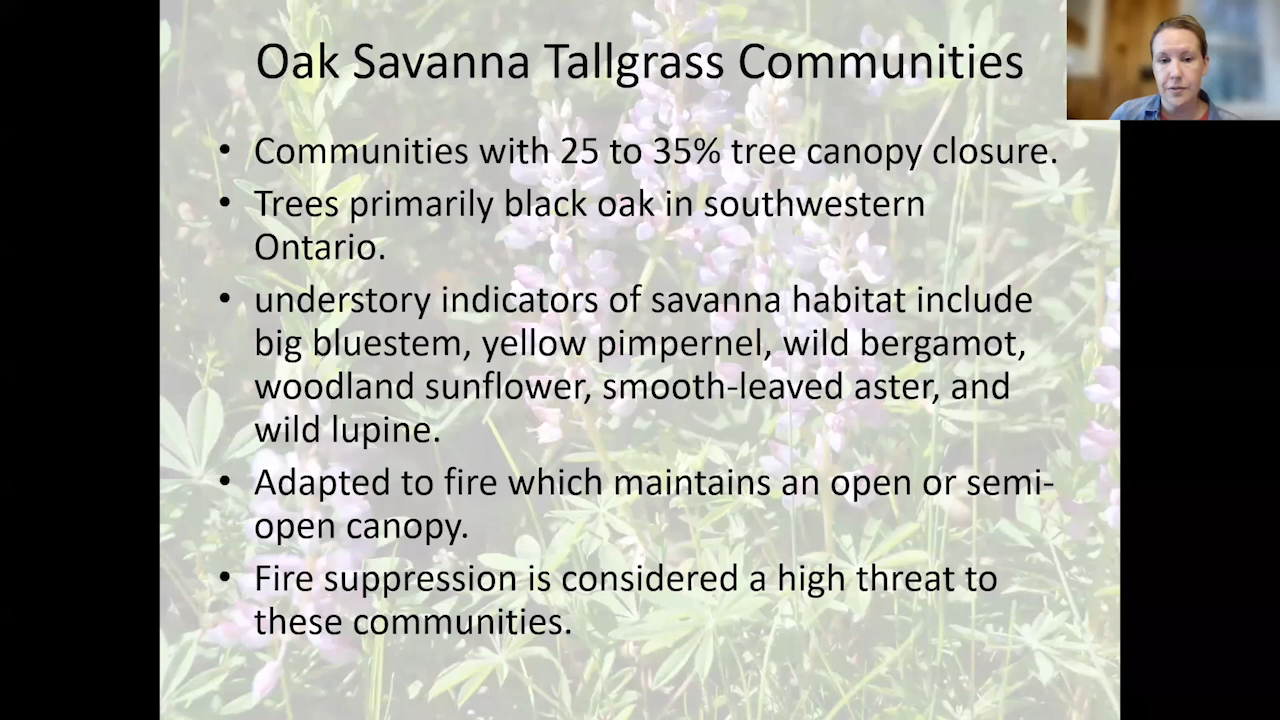 Oak Savanna Tallgrass Communities
• Communities with 25 to 35% tree canopy closure.
• Trees primarily black oak in southwestern
Ontario.
• understory indicators of savanna habitat include
big bluestem, yellow pimpernel, wild bergamot,
woodland sunflower, smooth-leaved aster, and
wild lupine.
• Adapted to fire which maintains an open or semi-
open canopy.
• Fire suppression is considered a high threat to
these communities.